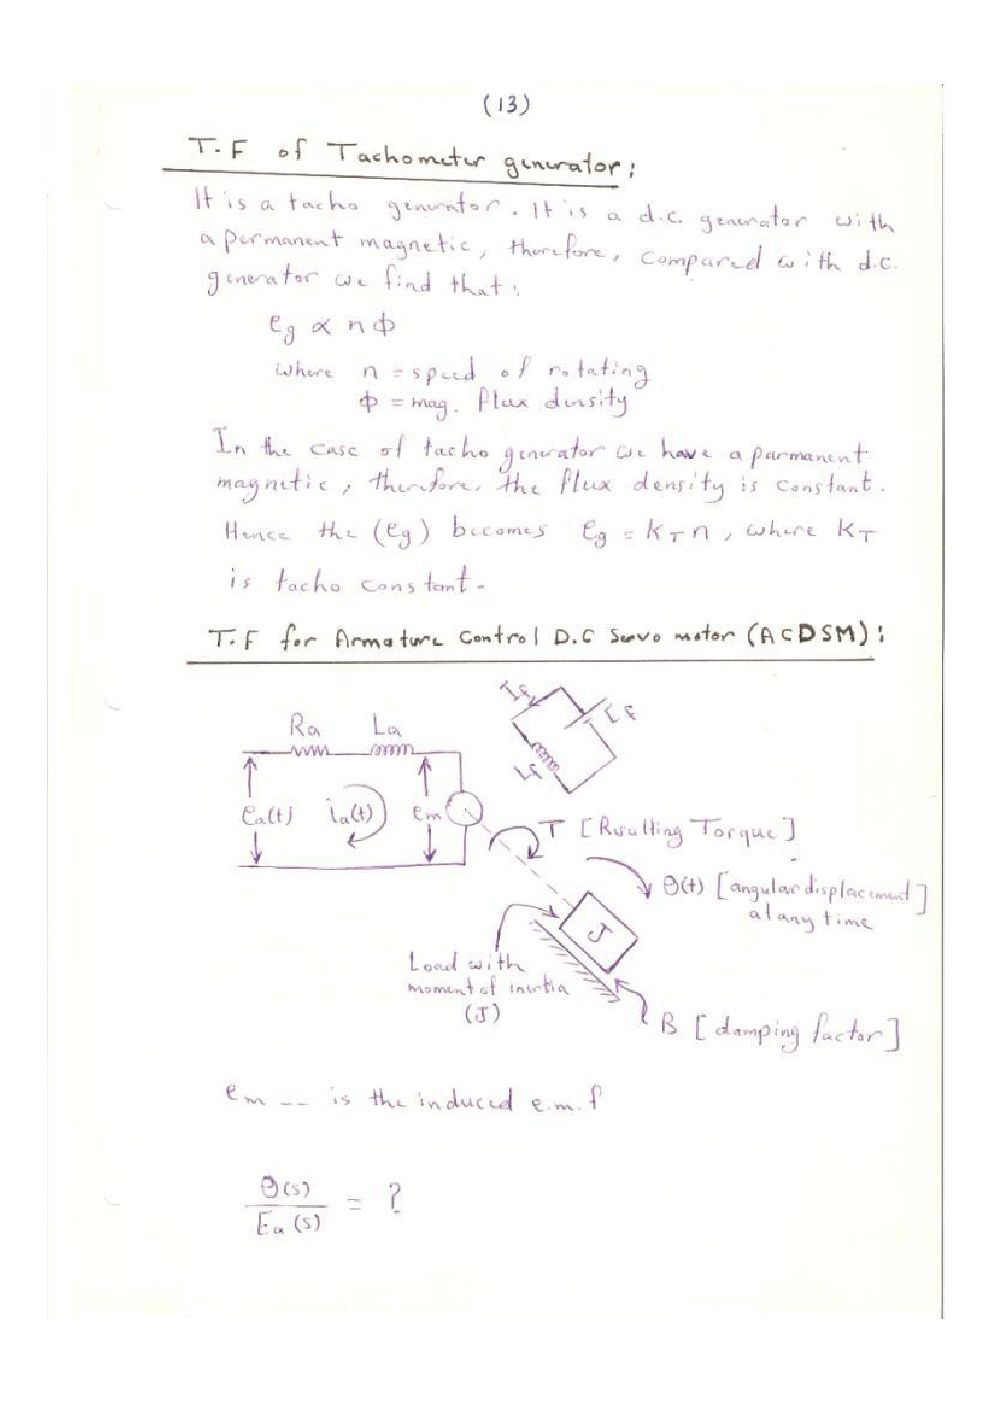 (13)
T.F of Tachometer generator:
It is a tacho generator. It is a d.c. generator with
a permanent magnetic, therefore, compared with d.c.
generator we find that:
eg ∝ nΦ
where n = speed of rotating
Φ = mag. flux density
In the case of tacho generator we have a parmanent
magnetic, therefore, the flux density is constant.
Hence the (eg) becomes eg = KT n, where KT
is tacho constant.
T.F for Armature Control D.C Servo motor (ACDSM):
If
Ef
Lf
Ra La
ea(t) ia(t) em
T [Resulting Torque]
θ(t) [angular displacement]
at any time
J
Load with
moment of inertia
(J)
B [damping factor]
em -- is the induced e.m.f
θ(s)
Ea(s)
= ?